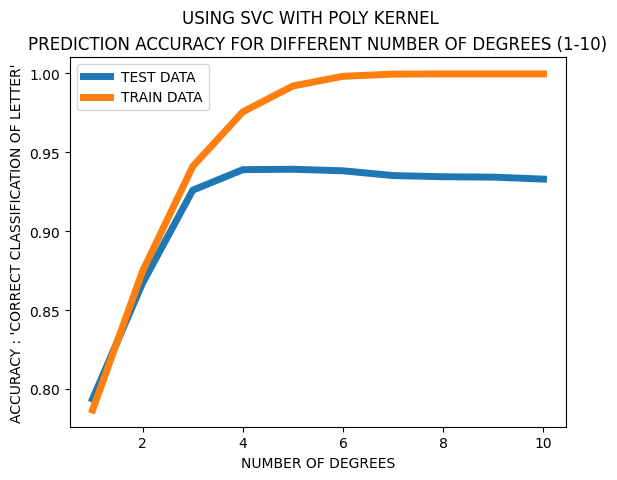 USING SVC WITH POLY KERNEL
PREDICTION ACCURACY FOR DIFFERENT NUMBER OF DEGREES (1-10)
TEST DATA
TRAIN DATA
ACCURACY : 'CORRECT CLASSIFICATION OF LETTER'
1.00
0.95
0.90
0.85
0.80
2 4 6 8 10
NUMBER OF DEGREES